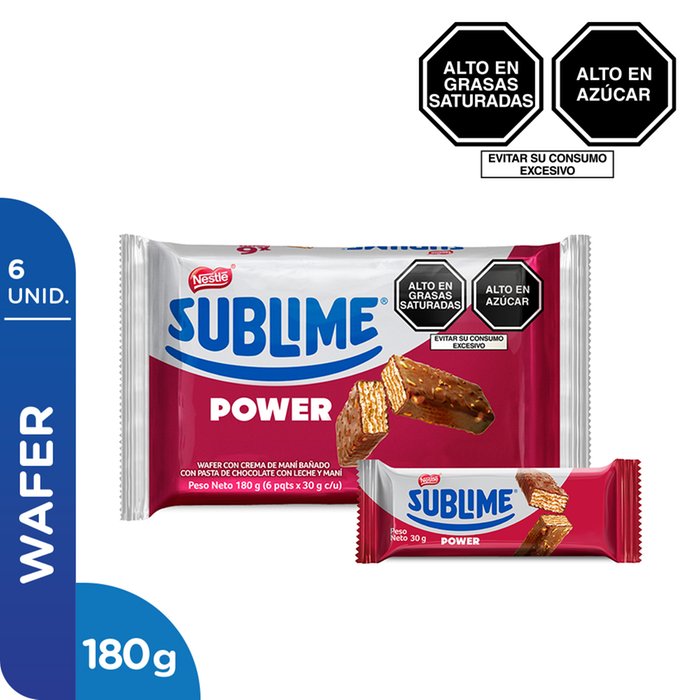 ALTO EN
GRASAS
SATURADAS
ALTO EN
AZÚCAR
EVITAR SU CONSUMO
EXCESIVO
6
UNID.
WAFER
180g
Nestlé
SUBLIME®
POWER
ALTO EN
GRASAS
SATURADAS
ALTO EN
AZÚCAR
EVITAR SU CONSUMO
EXCESIVO
WAFER CON CREMA DE MANÍ BAÑADO
CON PASTA DE CHOCOLATE CON LECHE Y MANÍ
Peso Neto 180 g (6 pqts x 30 g c/u)
Nestlé
SUBLIME®
Peso
Neto 30 g
POWER